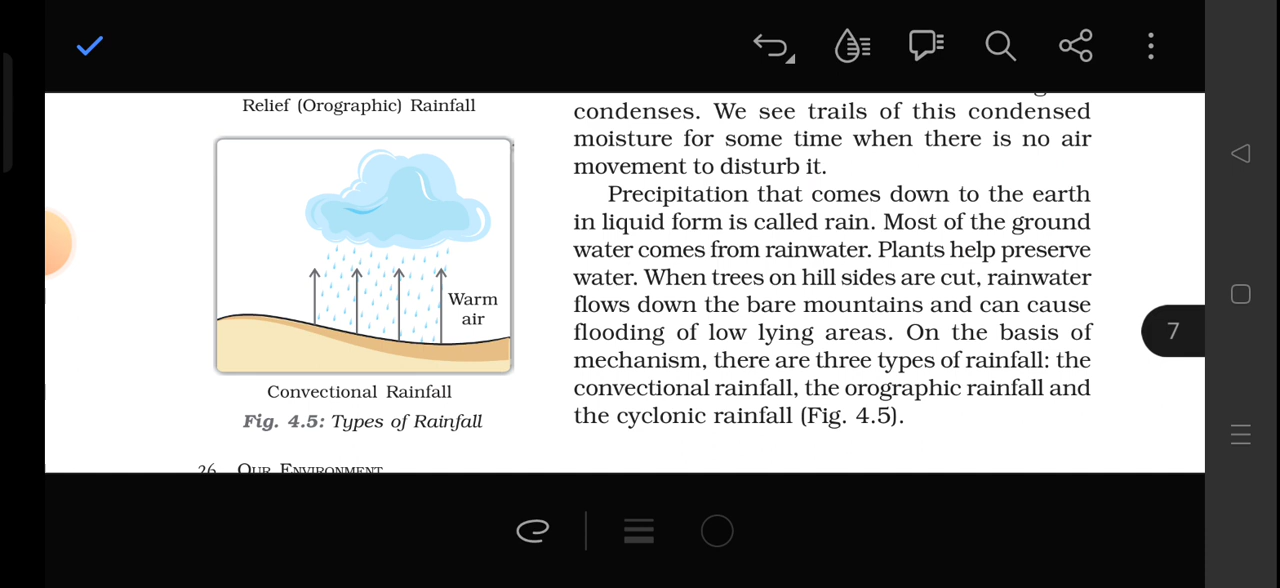 Relief (Orographic) Rainfall
Warm
air
Convectional Rainfall
Fig. 4.5: Types of Rainfall
26 OUR ENVIRONMENT
condenses. We see trails of this condensed
moisture for some time when there is no air
movement to disturb it.
Precipitation that comes down to the earth
in liquid form is called rain. Most of the ground
water comes from rainwater. Plants help preserve
water. When trees on hill sides are cut, rainwater
flows down the bare mountains and can cause
flooding of low lying areas. On the basis of
mechanism, there are three types of rainfall: the
convectional rainfall, the orographic rainfall and
the cyclonic rainfall (Fig. 4.5).
7